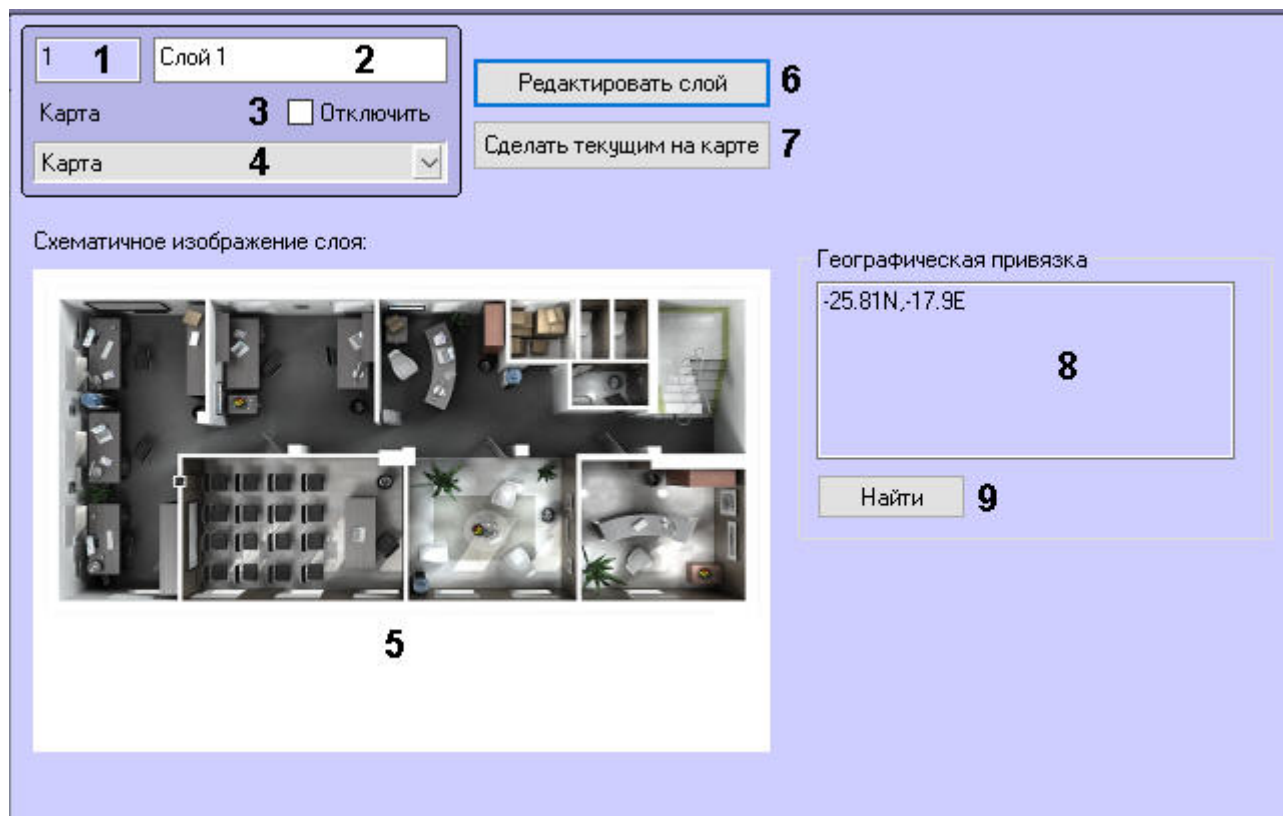 1 1 Слой 1 2
Карта 3 Отключить
Карта 4
Редактировать слой 6
Сделать текущим на карте 7
Схематичное изображение слоя:
5
Географическая привязка
-25.81N,-17.9E
8
Найти 9